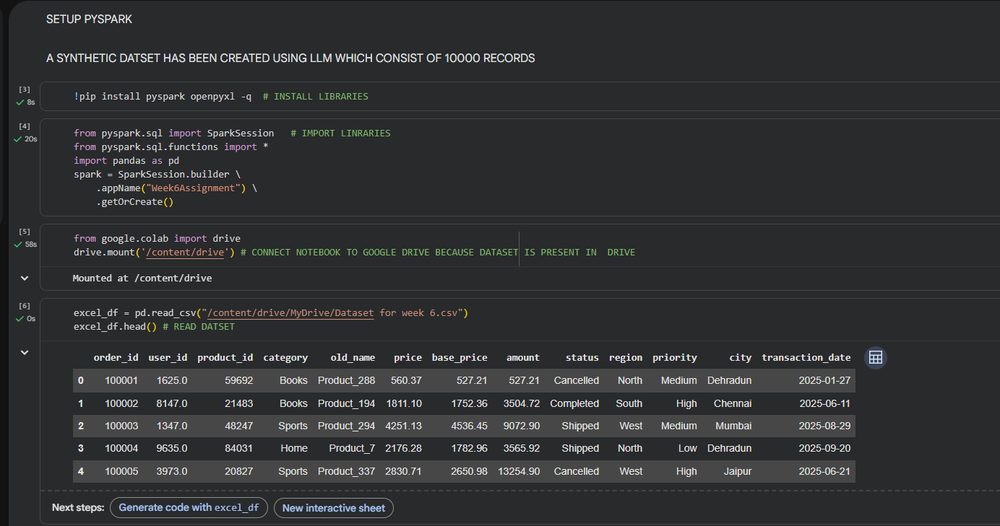 SETUP PYSPARK
A SYNTHETIC DATSET HAS BEEN CREATED USING LLM WHICH CONSIST OF 10000 RECORDS
[3]
8s
!pip install pyspark openpyxl -q  # INSTALL LIBRARIES
[4]
20s
from pyspark.sql import SparkSession   # IMPORT LINRARIES
from pyspark.sql.functions import *
import pandas as pd
spark = SparkSession.builder \
    .appName("Week6Assignment") \
    .getOrCreate()
[5]
58s
from google.colab import drive
drive.mount('/content/drive') # CONNECT NOTEBOOK TO GOOGLE DRIVE BECAUSE DATASET IS PRESENT IN  DRIVE
Mounted at /content/drive
[6]
0s
excel_df = pd.read_csv("/content/drive/MyDrive/Dataset for week 6.csv")
excel_df.head() # READ DATSET
order_id user_id product_id category old_name price base_price amount status region priority city transaction_date
0 100001 1625.0 59692 Books Product_288 560.37 527.21 527.21 Cancelled North Medium Dehradun 2025-01-27
1 100002 8147.0 21483 Books Product_194 1811.10 1752.36 3504.72 Completed South High Chennai 2025-06-11
2 100003 1347.0 48247 Sports Product_294 4251.13 4536.45 9072.90 Shipped West Medium Mumbai 2025-08-29
3 100004 9635.0 84031 Home Product_7 2176.28 1782.96 3565.92 Shipped North Low Dehradun 2025-09-20
4 100005 3973.0 20827 Sports Product_337 2830.71 2650.98 13254.90 Cancelled West High Jaipur 2025-06-21
Next steps: Generate code with excel_df New interactive sheet